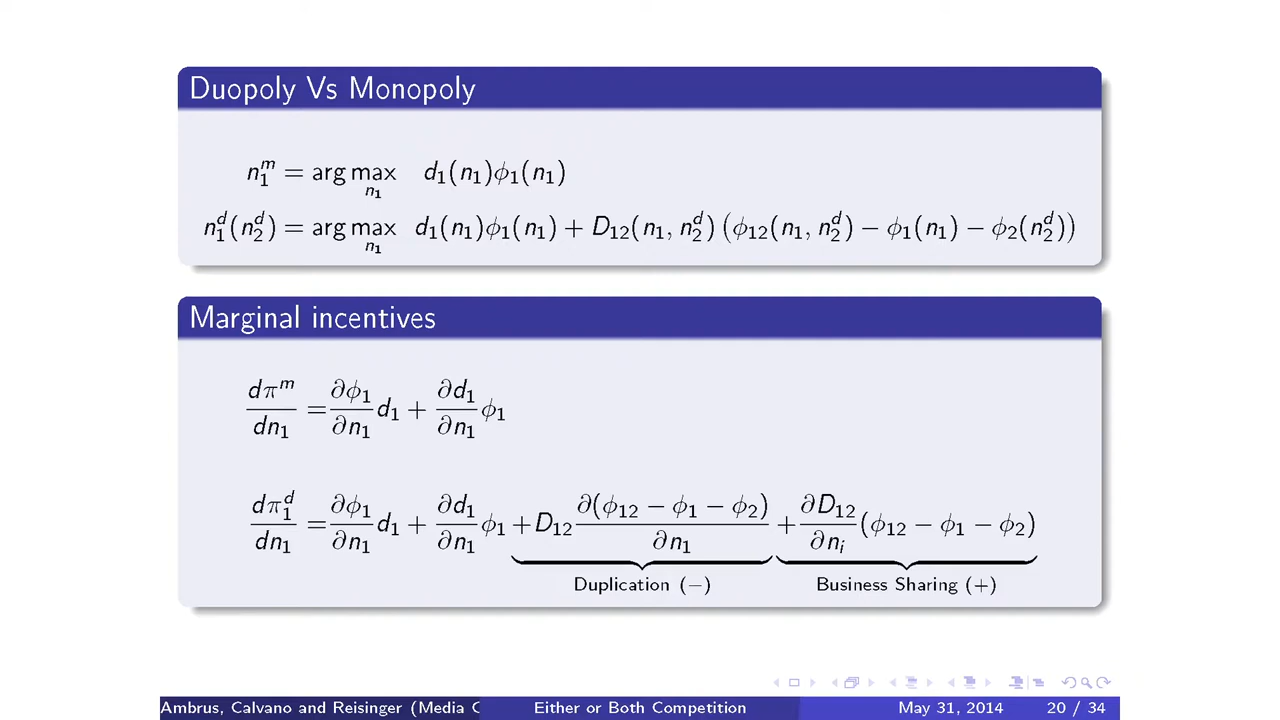 Duopoly Vs Monopoly
n₁ᵐ = arg max_{n₁} d₁(n₁)ϕ₁(n₁)
n₁ᵈ(n₂ᵈ) = arg max_{n₁} d₁(n₁)ϕ₁(n₁) + D₁₂(n₁, n₂ᵈ) (ϕ₁₂(n₁, n₂ᵈ) − ϕ₁(n₁) − ϕ₂(n₂ᵈ))
Marginal incentives
dπᵐ/dn₁ = ∂ϕ₁/∂n₁ d₁ + ∂d₁/∂n₁ ϕ₁
dπ₁ᵈ/dn₁ = ∂ϕ₁/∂n₁ d₁ + ∂d₁/∂n₁ ϕ₁ + D₁₂ ∂(ϕ₁₂ − ϕ₁ − ϕ₂)/∂n₁ + ∂D₁₂/∂nᵢ (ϕ₁₂ − ϕ₁ − ϕ₂)
Duplication (−) Business Sharing (+)
Ambrus, Calvano and Reisinger (Media C Either or Both Competition May 31, 2014 20 / 34